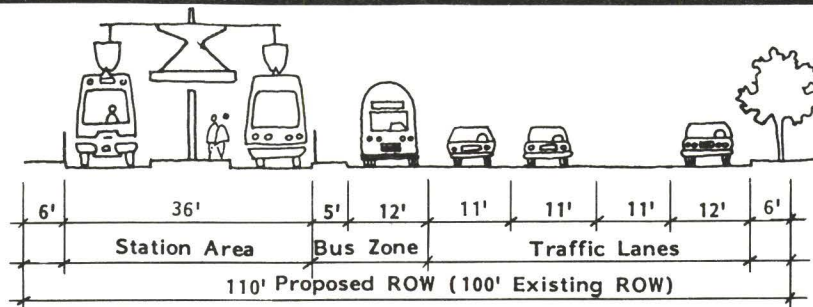 6' 36' 5' 12' 11' 11' 11' 12' 6'
Station Area Bus Zone Traffic Lanes
110' Proposed ROW (100' Existing ROW)